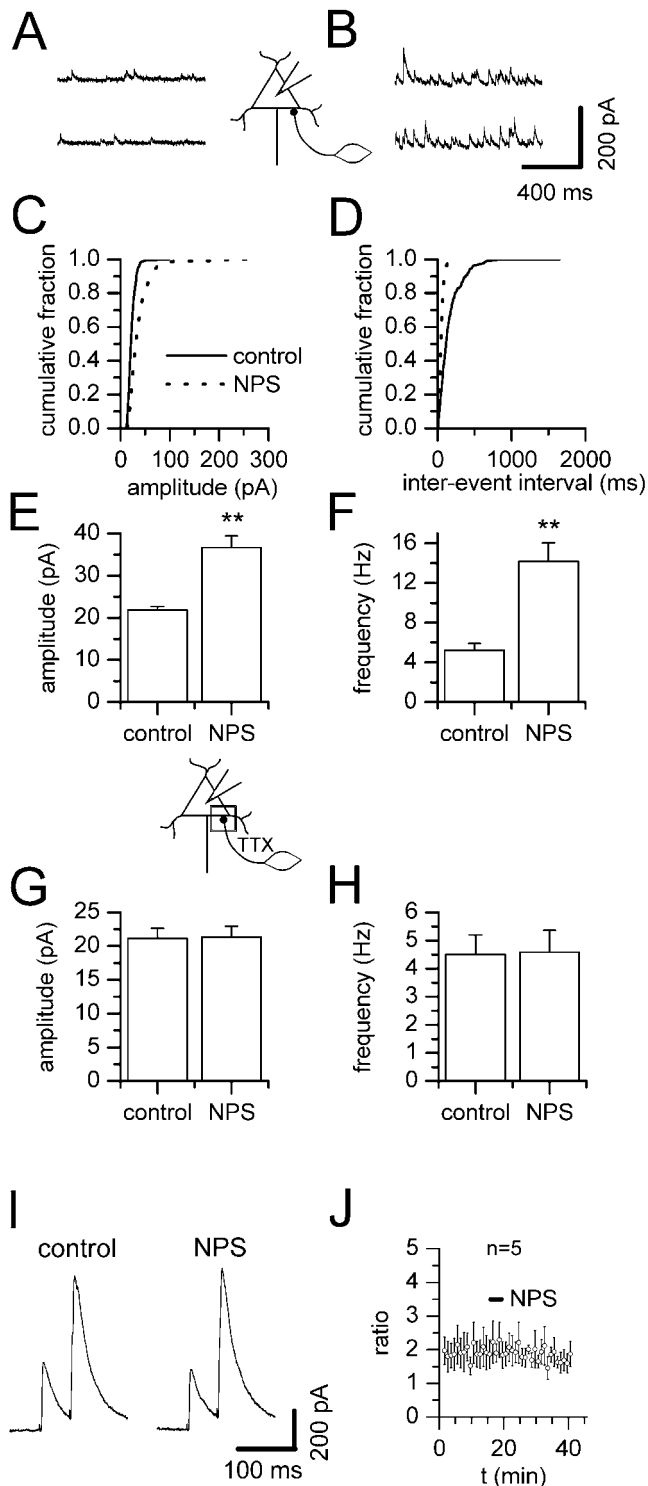 A
B
200 pA
400 ms
C
D
cumulative fraction
1.0
0.8
0.6
0.4
0.2
0.0
control
NPS
0 100 200 300
amplitude (pA)
cumulative fraction
1.0
0.8
0.6
0.4
0.2
0.0
0 1000 2000
inter-event interval (ms)
E
F
amplitude (pA)
40
30
20
10
0
**
control NPS
frequency (Hz)
16
12
8
4
0
**
control NPS
TTX
G
H
amplitude (pA)
25
20
15
10
5
0
control NPS
frequency (Hz)
6
5
4
3
2
1
0
control NPS
I
J
control NPS
200 pA
100 ms
ratio
5
4
3
2
1
0
n=5
NPS
0 20 40
t (min)